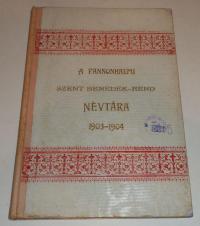 A PANNONHALMI
SZENT BENEDEK-REND
NÉVTÁRA
1903-1904